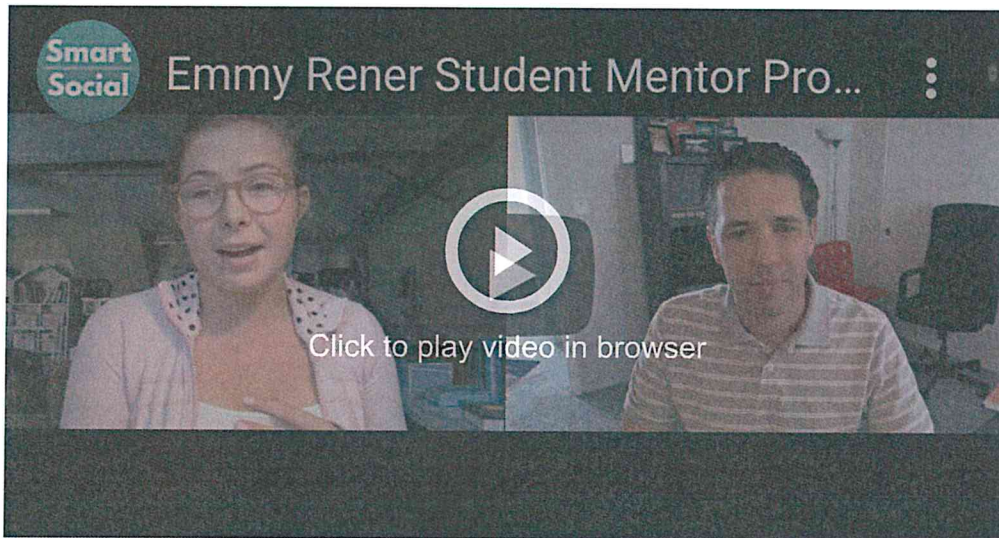 Smart
Social
Emmy Rener Student Mentor Pro...
Click to play video in browser